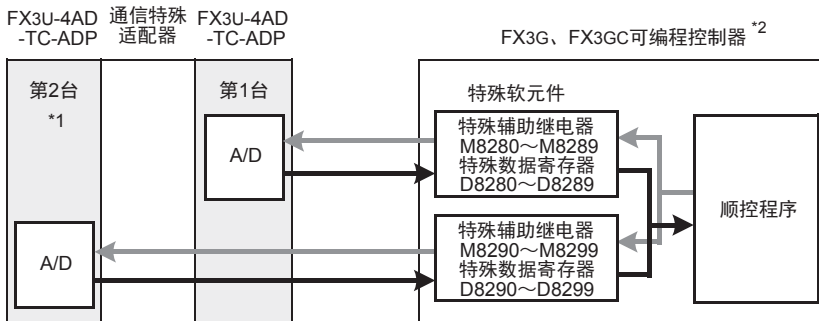 FX3U-4AD
-TC-ADP
通信特殊
适配器
FX3U-4AD
-TC-ADP
FX3G、FX3GC可编程控制器 *2
第2台
*1
第1台
特殊软元件
A/D
特殊辅助继电器
M8280～M8289
特殊数据寄存器
D8280～D8289
顺控程序
A/D
特殊辅助继电器
M8290～M8299
特殊数据寄存器
D8290～D8299